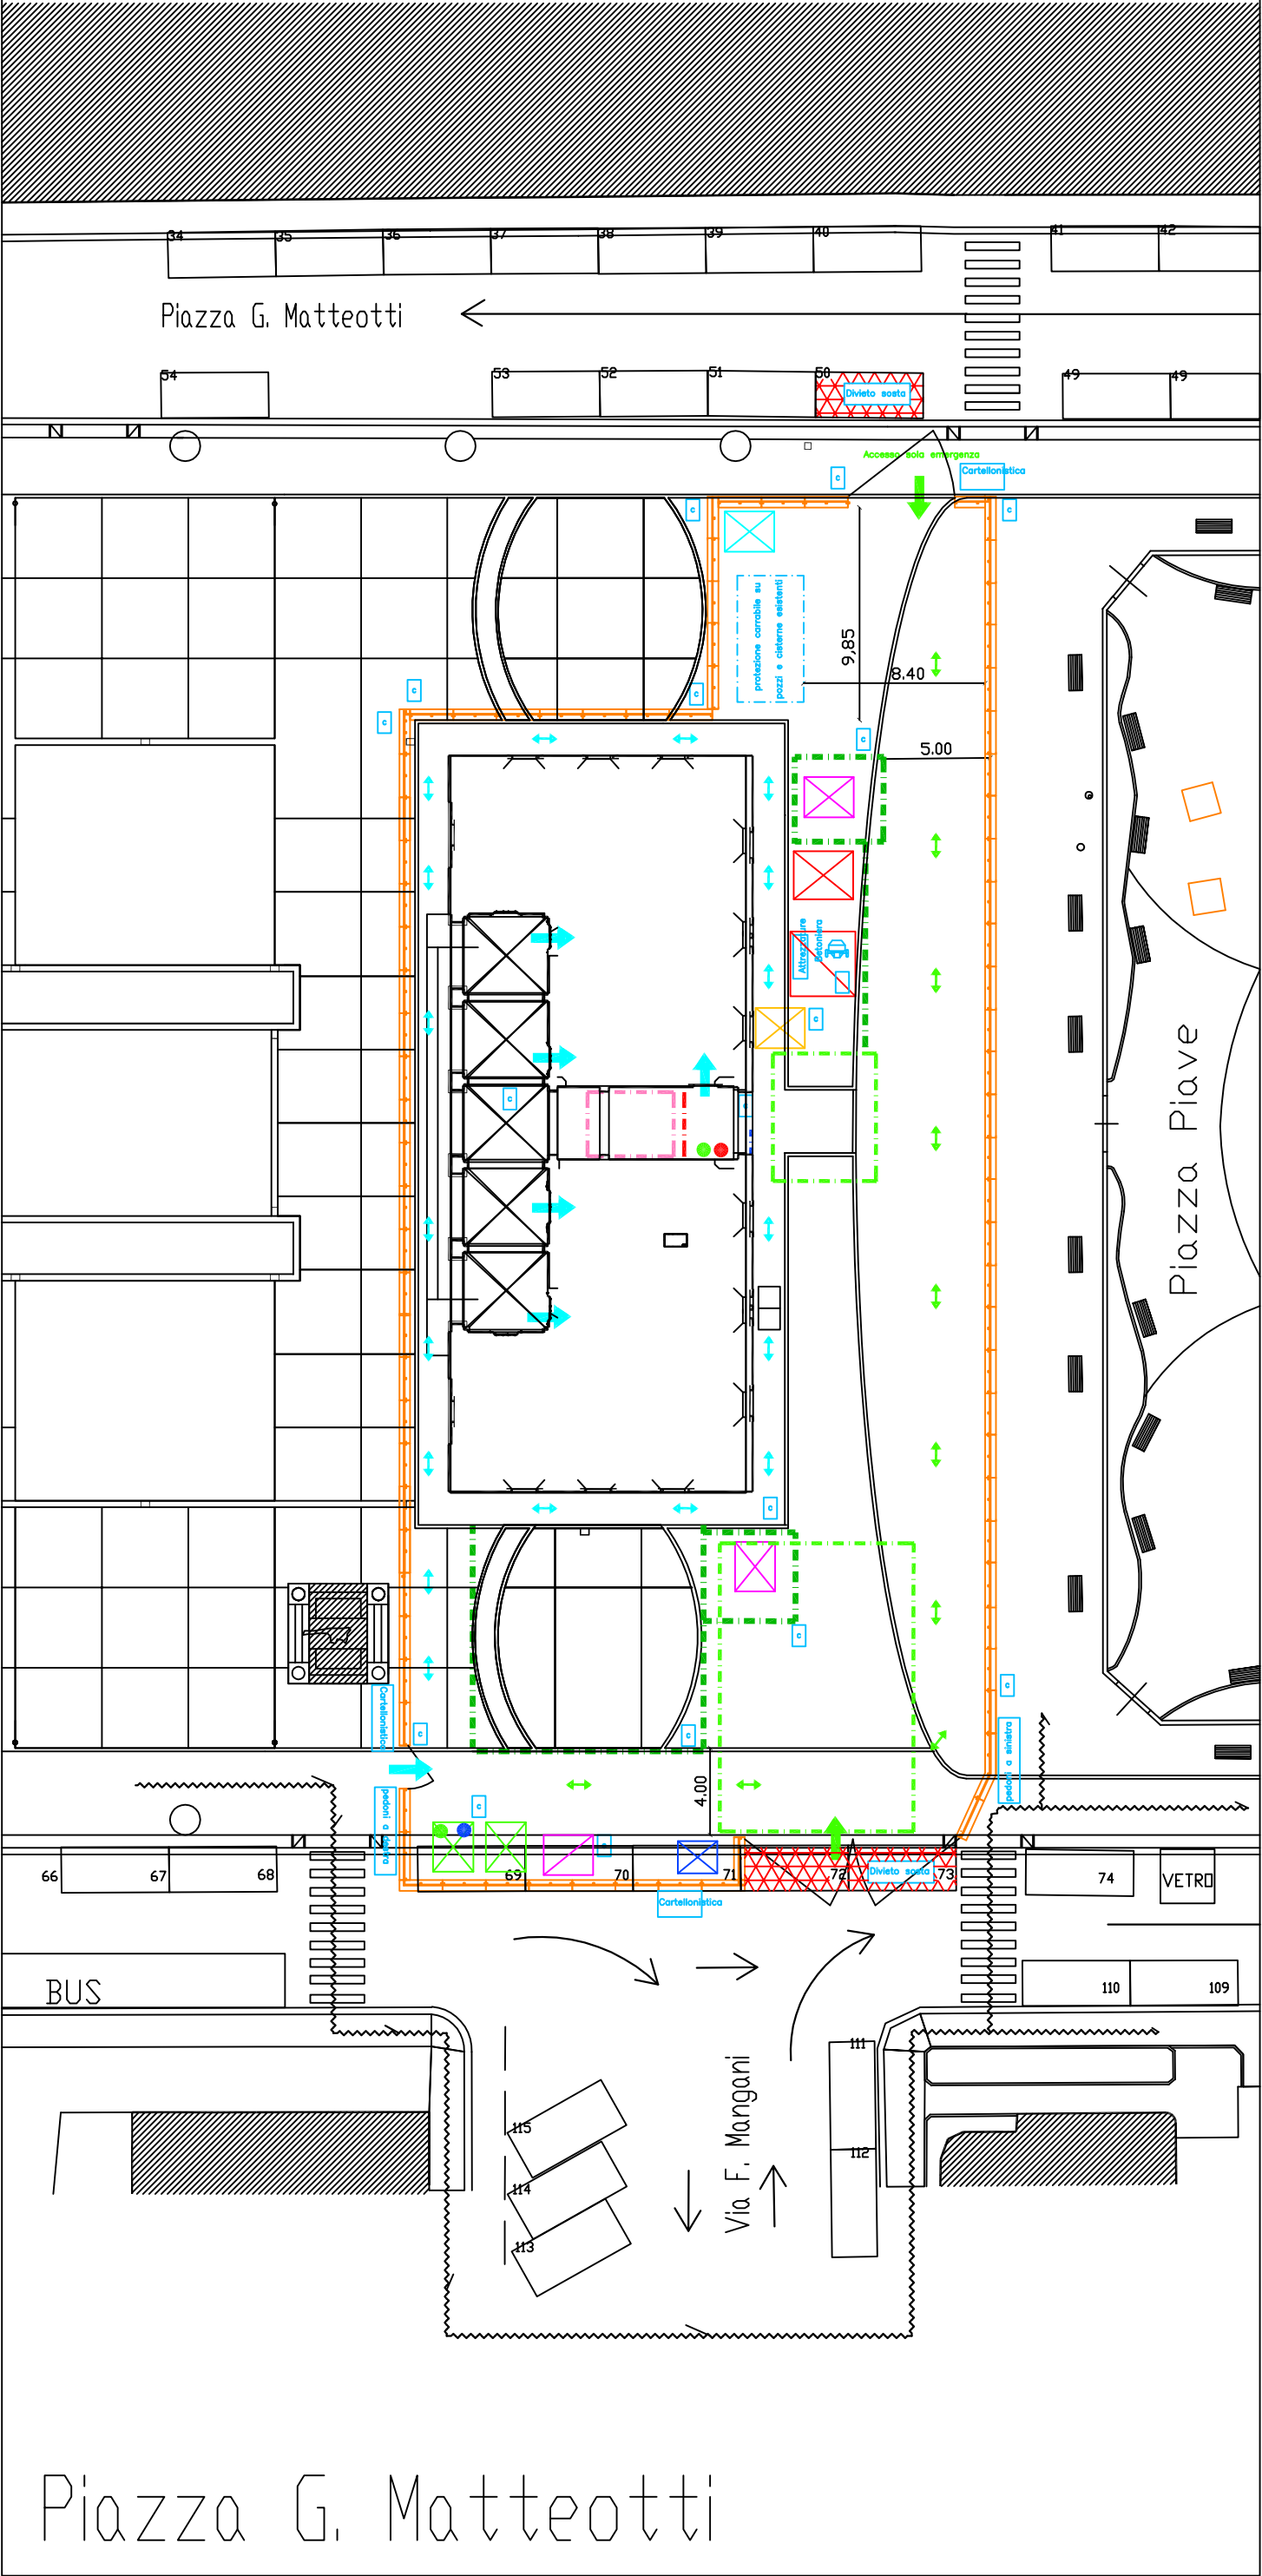 34 35 36 37 38 39 40 41 42
Piazza G. Matteotti
54 53 52 51 50 49 49
Divieto sosta
N N N N
Accesso sola emergenza
Cartellonistica
c
c
c
protezione carrabile su
pozzi e cisterne esistenti
9,85
8.40
c
c
c
c
5.00
Attrezzature
Betoniera
c
c
c
Piazza Piave
c
c
c
Cartellonistica
c
c
pedoni a sinistra
4.00
pedoni a destra
c
c
N N N N
66 67 68 69 70 71 72 73 74
Divieto sosta
VETRO
Cartellonistica
BUS
110 109
111
115
112
114
113
Via F. Mangani
Piazza G. Matteotti